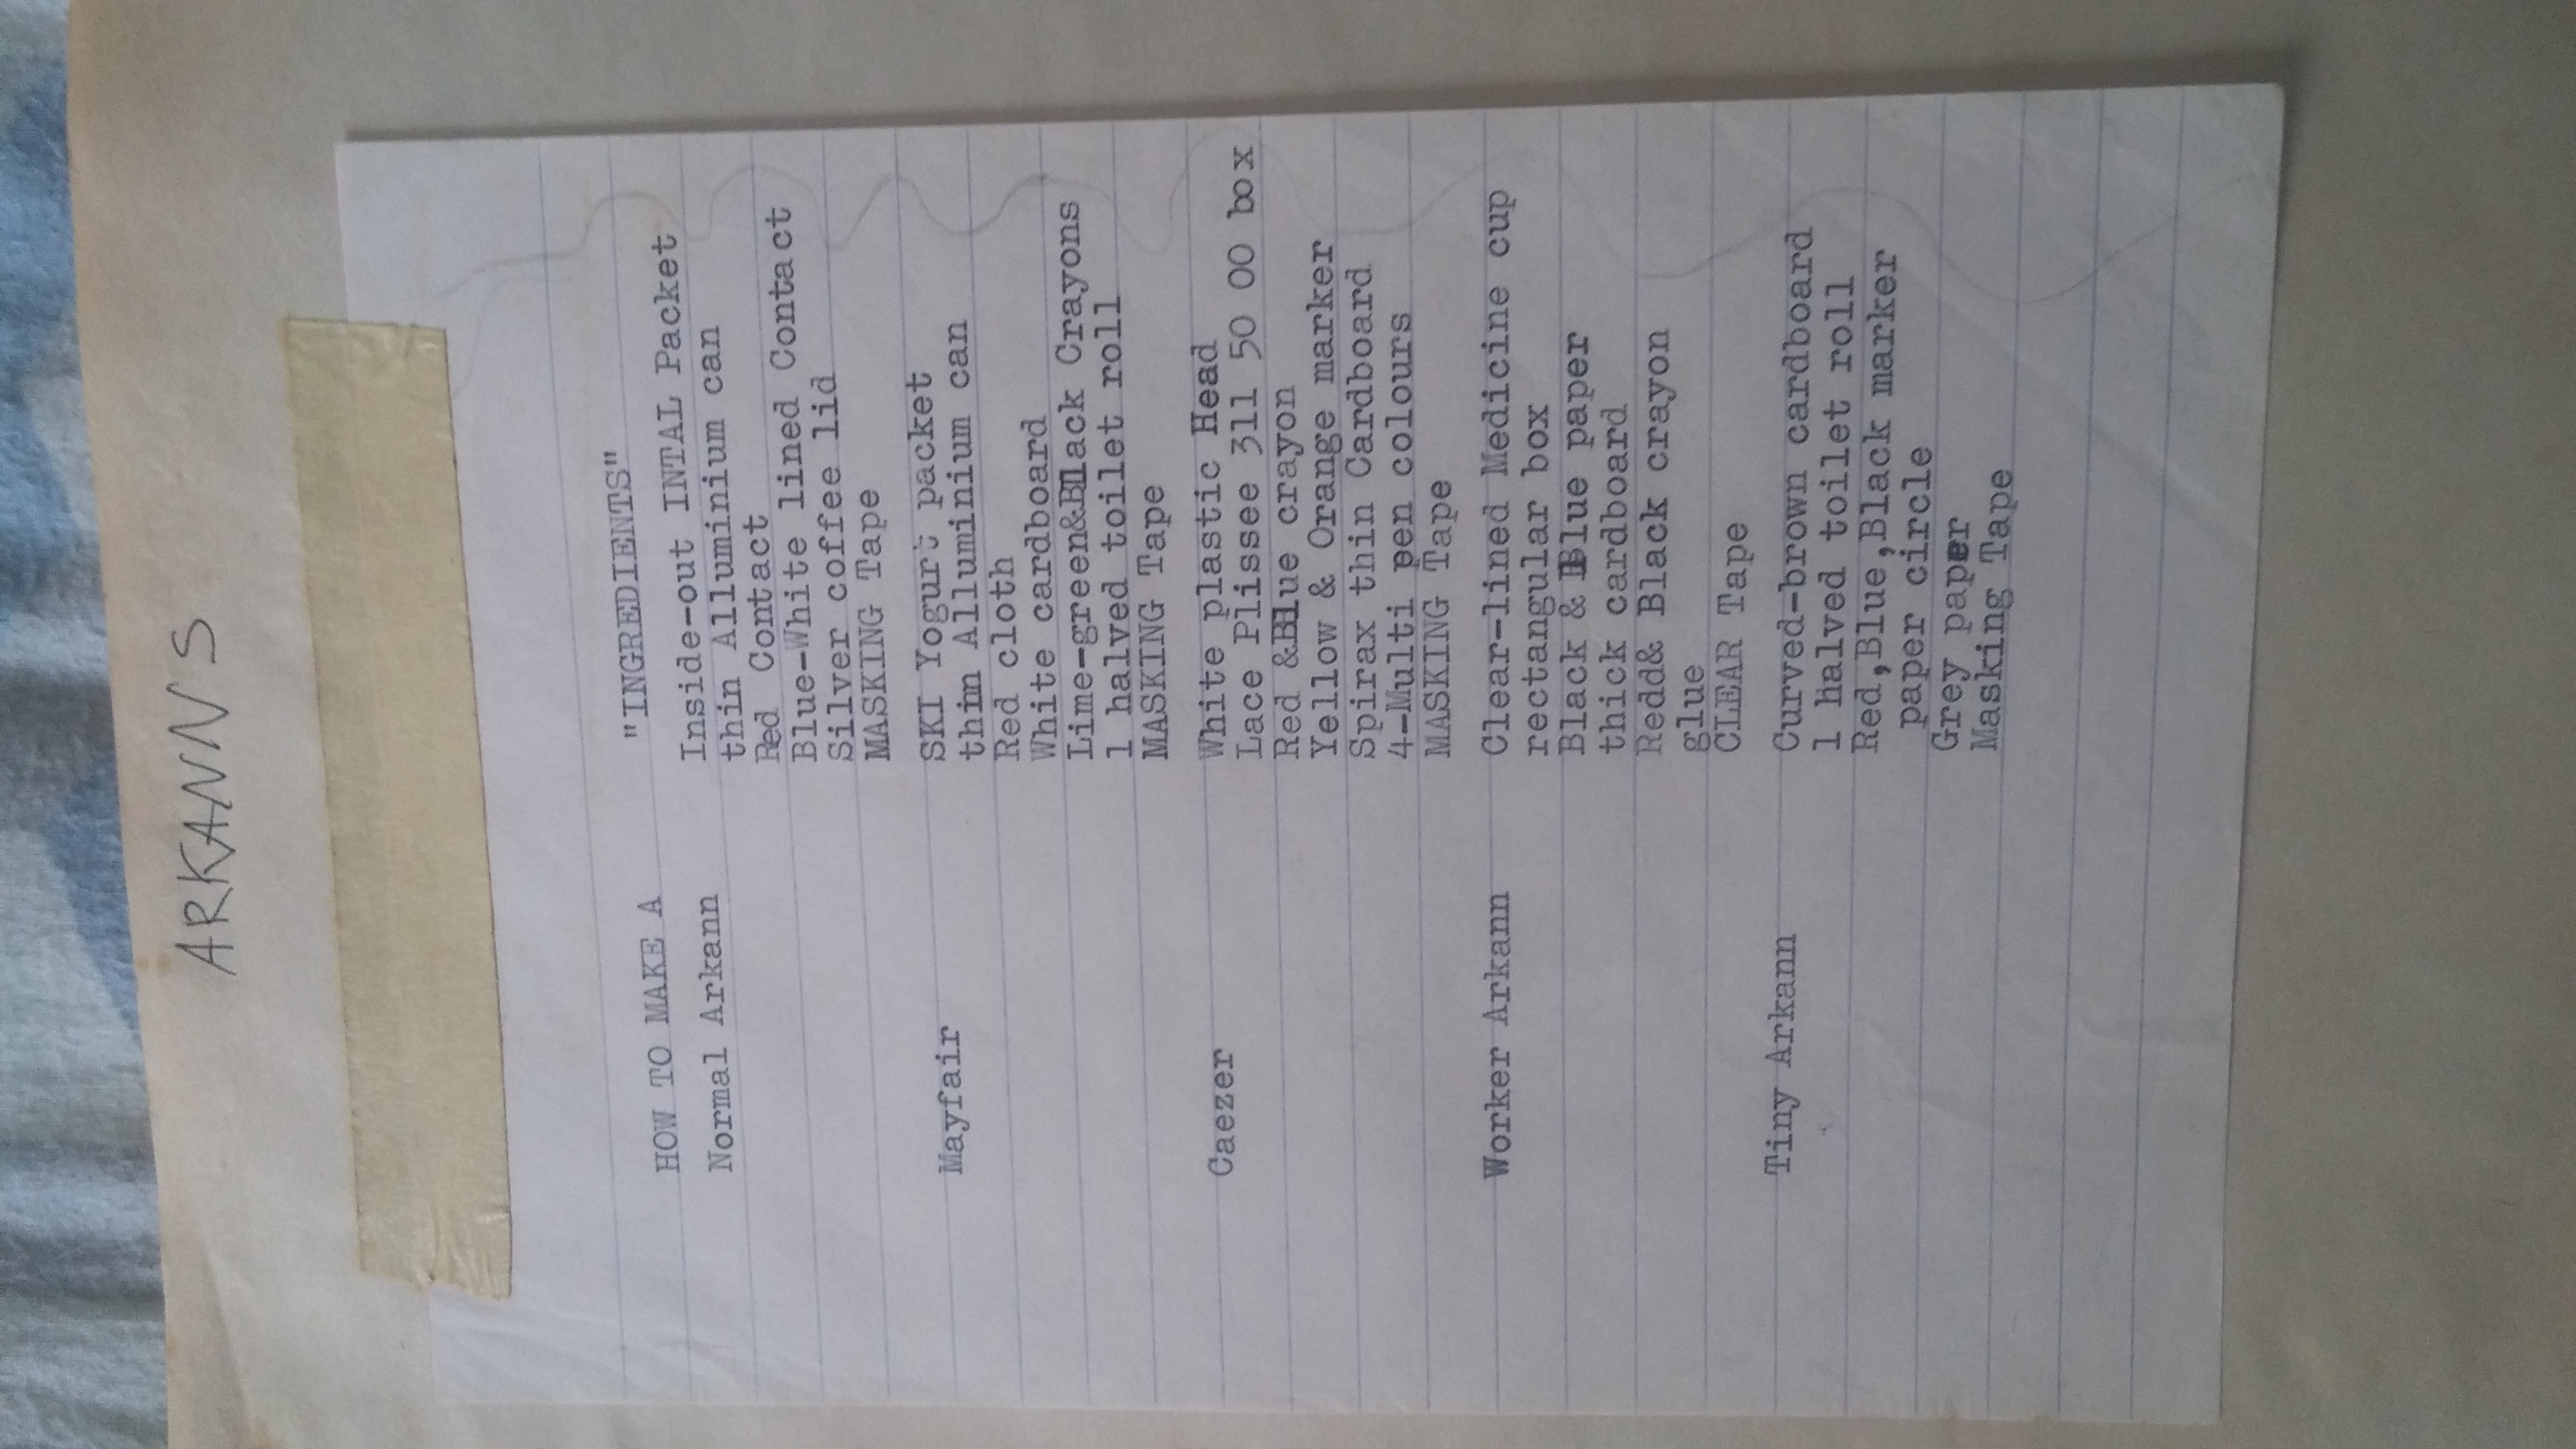 ARKANNS
"INGREDIENTS"
HOW TO MAKE A
Inside-out INTAL Packet
Normal Arkann
thin Alluminium can
Red Contact
Blue-White lined Contact
Silver coffee lid
MASKING Tape
SKI Yogurt packet
Mayfair
thin Alluminium can
Red cloth
White cardboard
Lime-green&Black Crayons
1 halved toilet roll
MASKING Tape
White plastic Head
Caezer
Lace Plissee 311 50 00 box
Red &Blue crayon
Yellow & Orange marker
Spirax thin Cardboard
4-Multi pen colours
MASKING Tape
Worker Arkann Clear-lined Medicine cup
rectangular box
Black & Blue paper
thick cardboard
Redd& Black crayon
glue
CLEAR Tape
Tiny Arkann Curved-brown cardboard
1 halved toilet roll
Red,Blue,Black marker
paper circle
Grey paper
Masking Tape